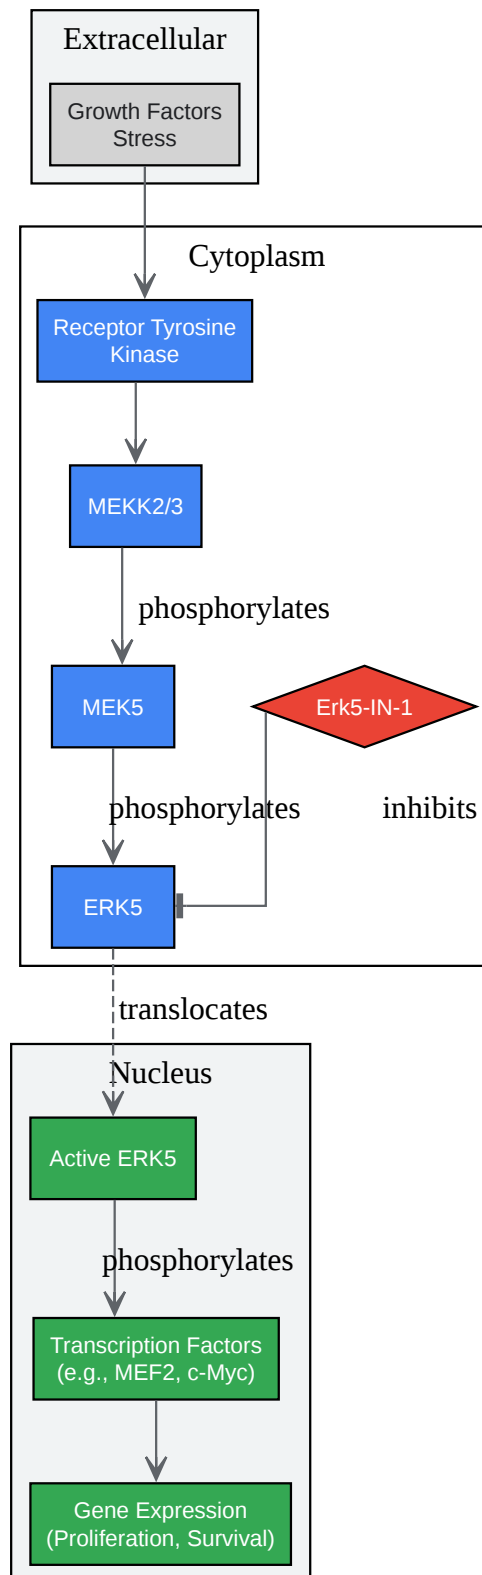 Extracellular
Growth Factors
Stress
Cytoplasm
Receptor Tyrosine
Kinase
MEKK2/3
phosphorylates
MEK5
Erk5-IN-1
phosphorylates
inhibits
ERK5
translocates
Nucleus
Active ERK5
phosphorylates
Transcription Factors
(e.g., MEF2, c-Myc)
Gene Expression
(Proliferation, Survival)